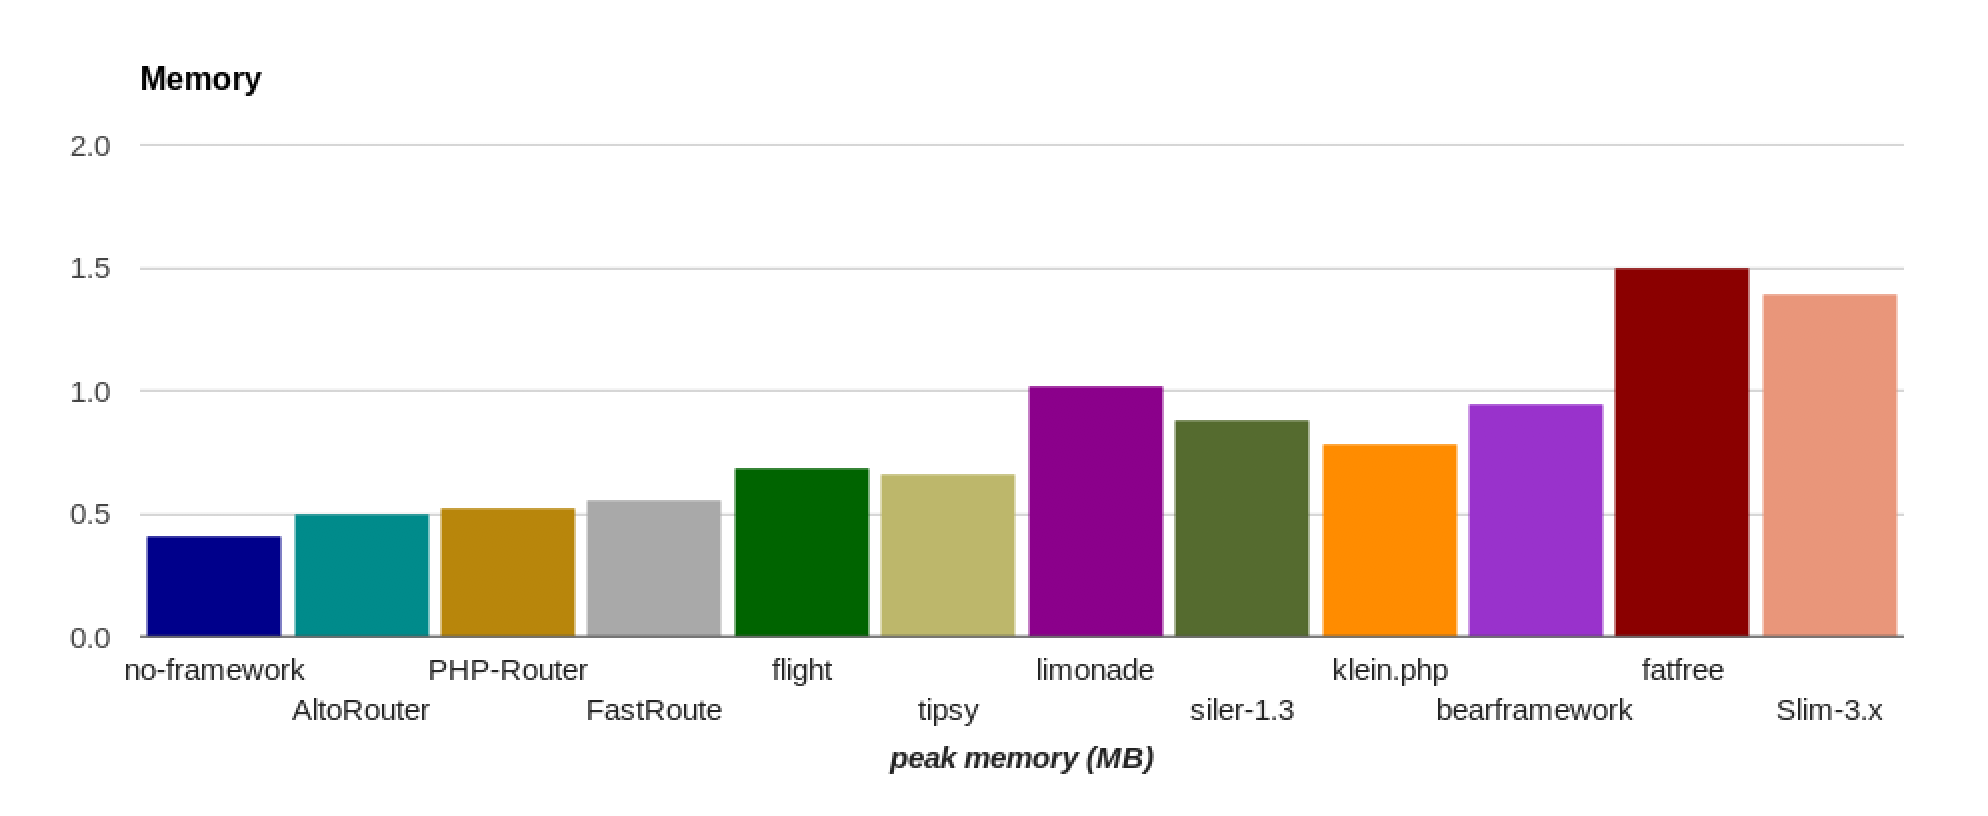 Memory
2.0
1.5
1.0
0.5
0.0
no-framework PHP-Router flight limonade klein.php fatfree
AltoRouter FastRoute tipsy siler-1.3 bearframework Slim-3.x
peak memory (MB)